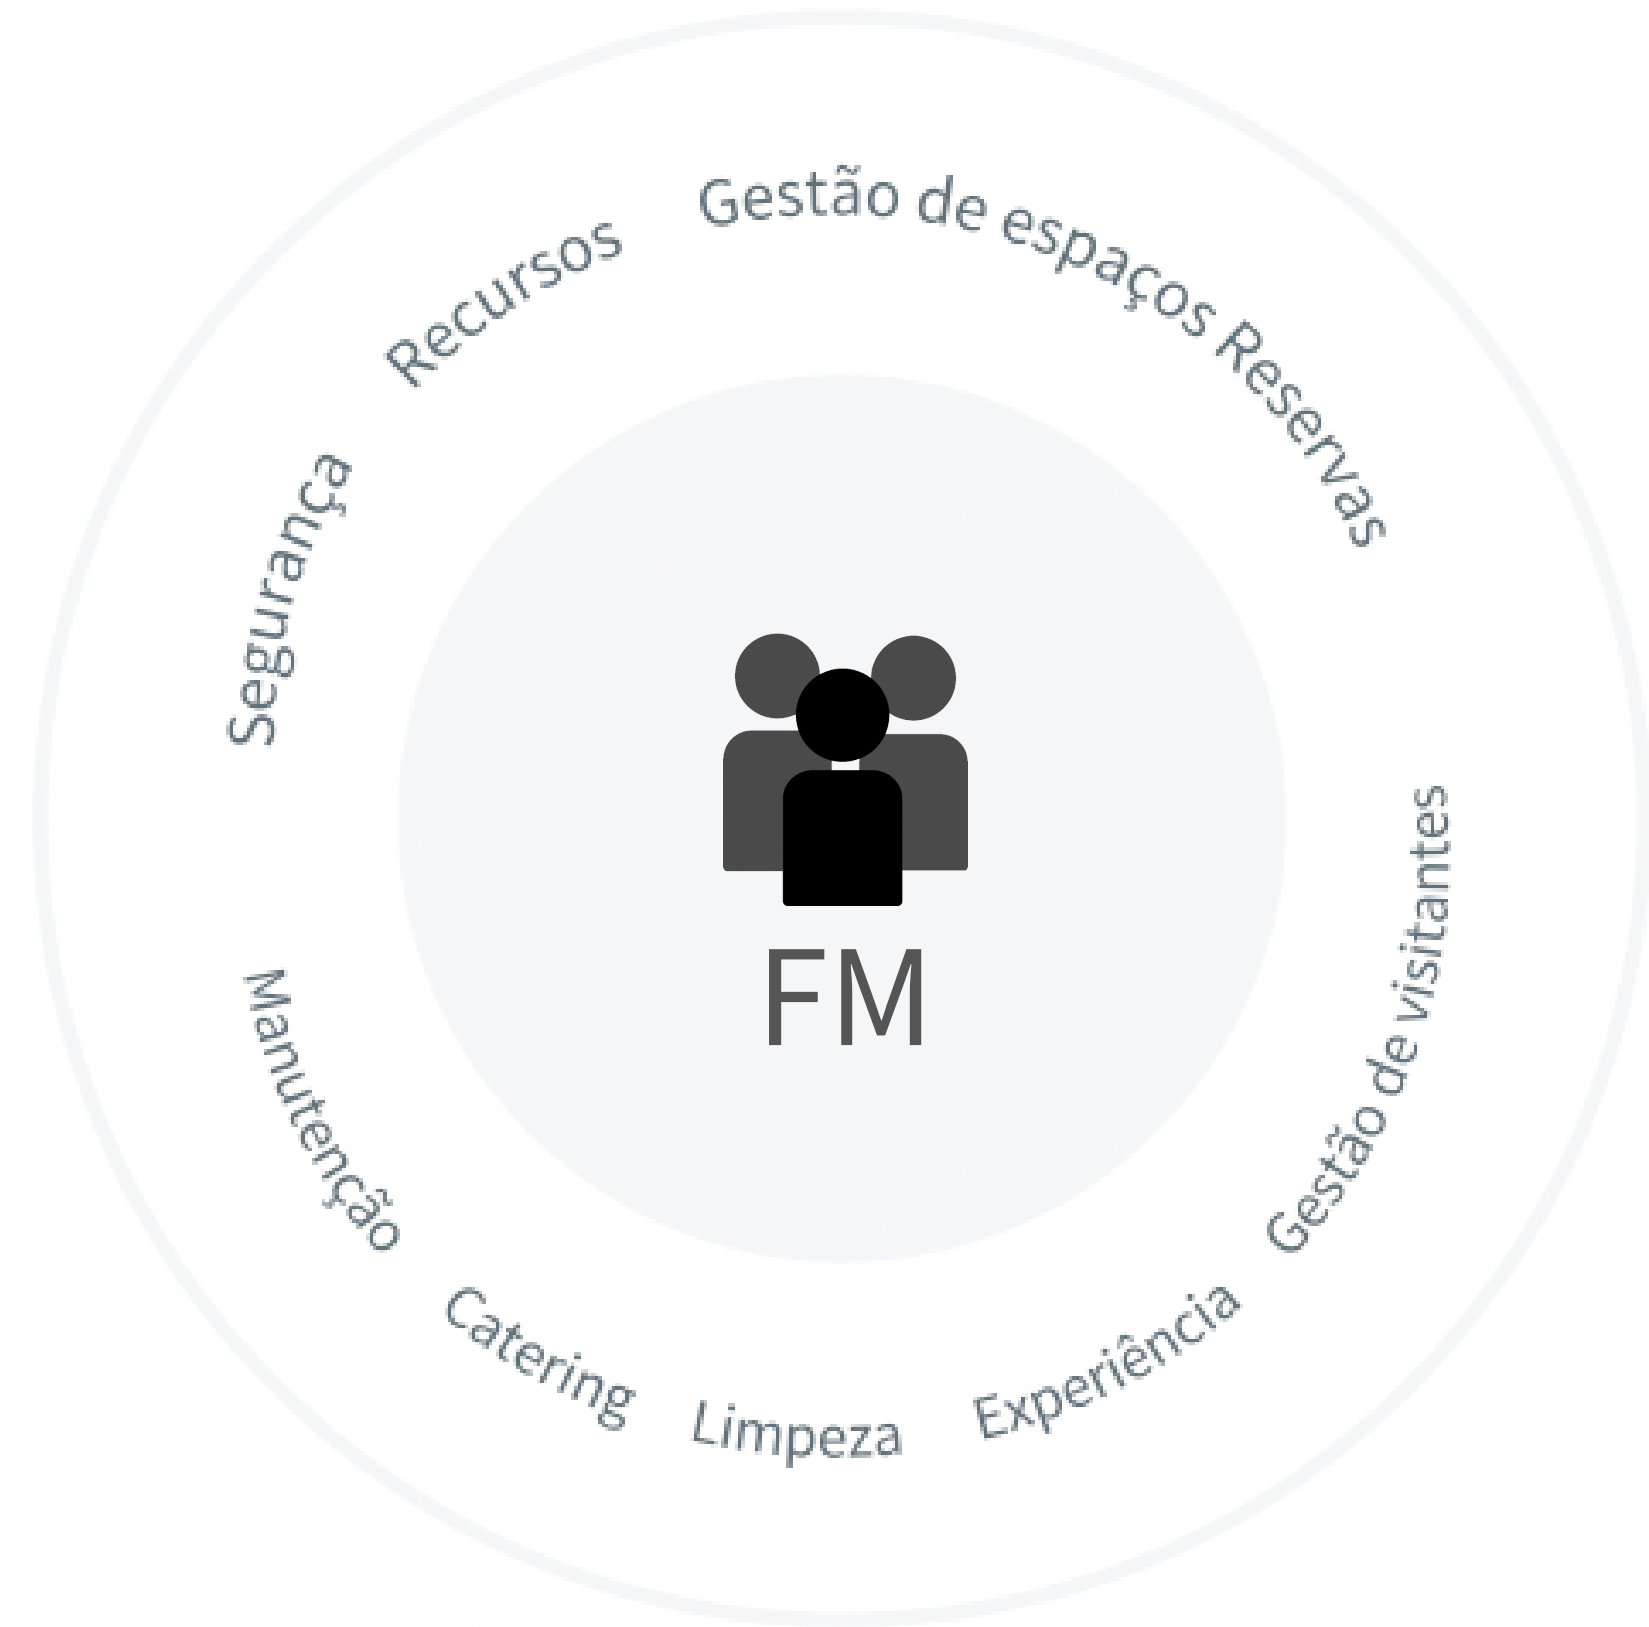 Gestão de espaços
Reservas
Gestão de visitantes
Experiência
Limpeza
Catering
Manutenção
Segurança
Recursos
FM